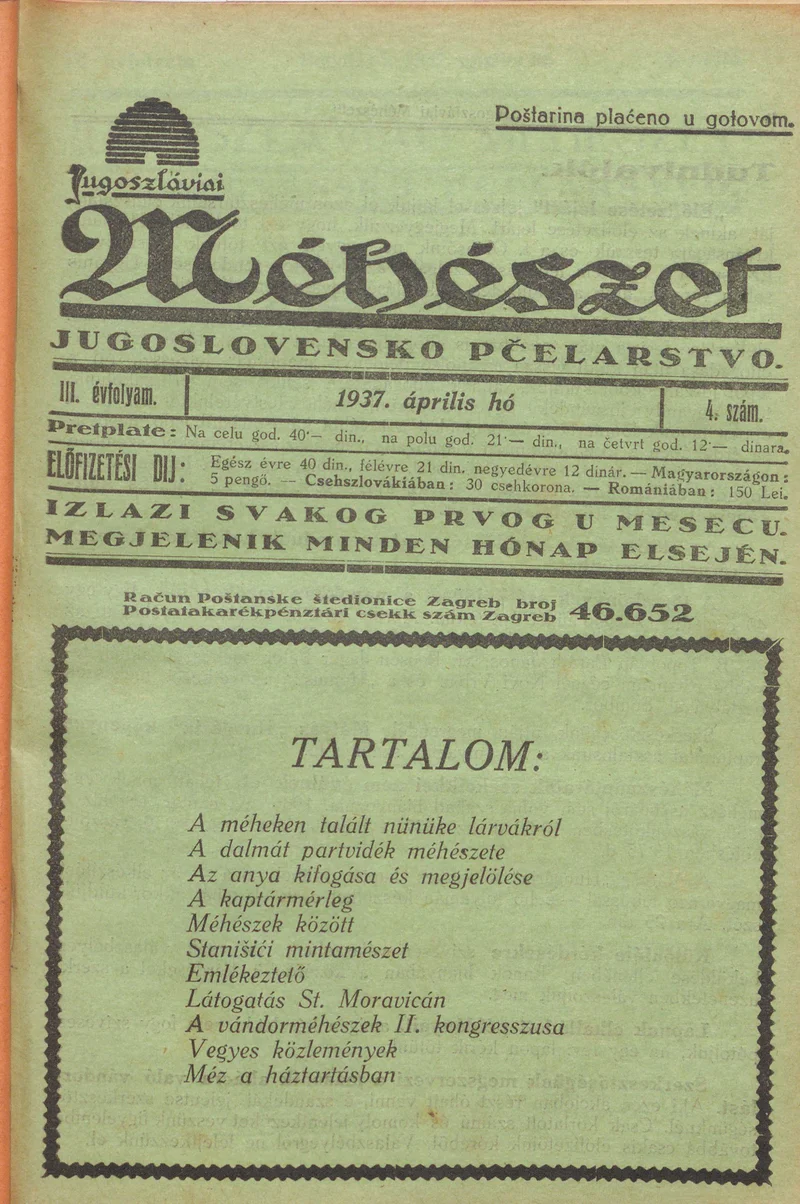 Poštarina plaćeno u gotovom.
Jugoszláviai
Méhészet
JUGOSLOVENSKO PČELARSTVO.
III. évfolyam.
1937. április hó
4. szám.
Pretplate: Na celu god. 40·— din., na polu god. 21·— din., na četvrt god. 12·— dinara.
ELŐFIZETÉSI DIJ: Egész évre 40 din., félévre 21 din. negyedévre 12 dinár. — Magyarországon:
5 pengő. — Csehszlovákiában: 30 csehkorona. — Romániában: 150 Lei.
IZLAZI SVAKOG PRVOG U MESECU.
MEGJELENIK MINDEN HÓNAP ELSEJÉN.
Račun Poštanske štedionice Zagreb broj
Postatakarékpénztári csekk szám Zagreb 46.652
TARTALOM:
A méheken talált nünüke lárvákról
A dalmát partvidék méhészete
Az anya kifogása és megjelölése
A kaptármérleg
Méhészek között
Stanišići mintamészet
Emlékeztető
Látogatás St. Moravicán
A vándorméhészek II. kongresszusa
Vegyes közlemények
Méz a háztartásban